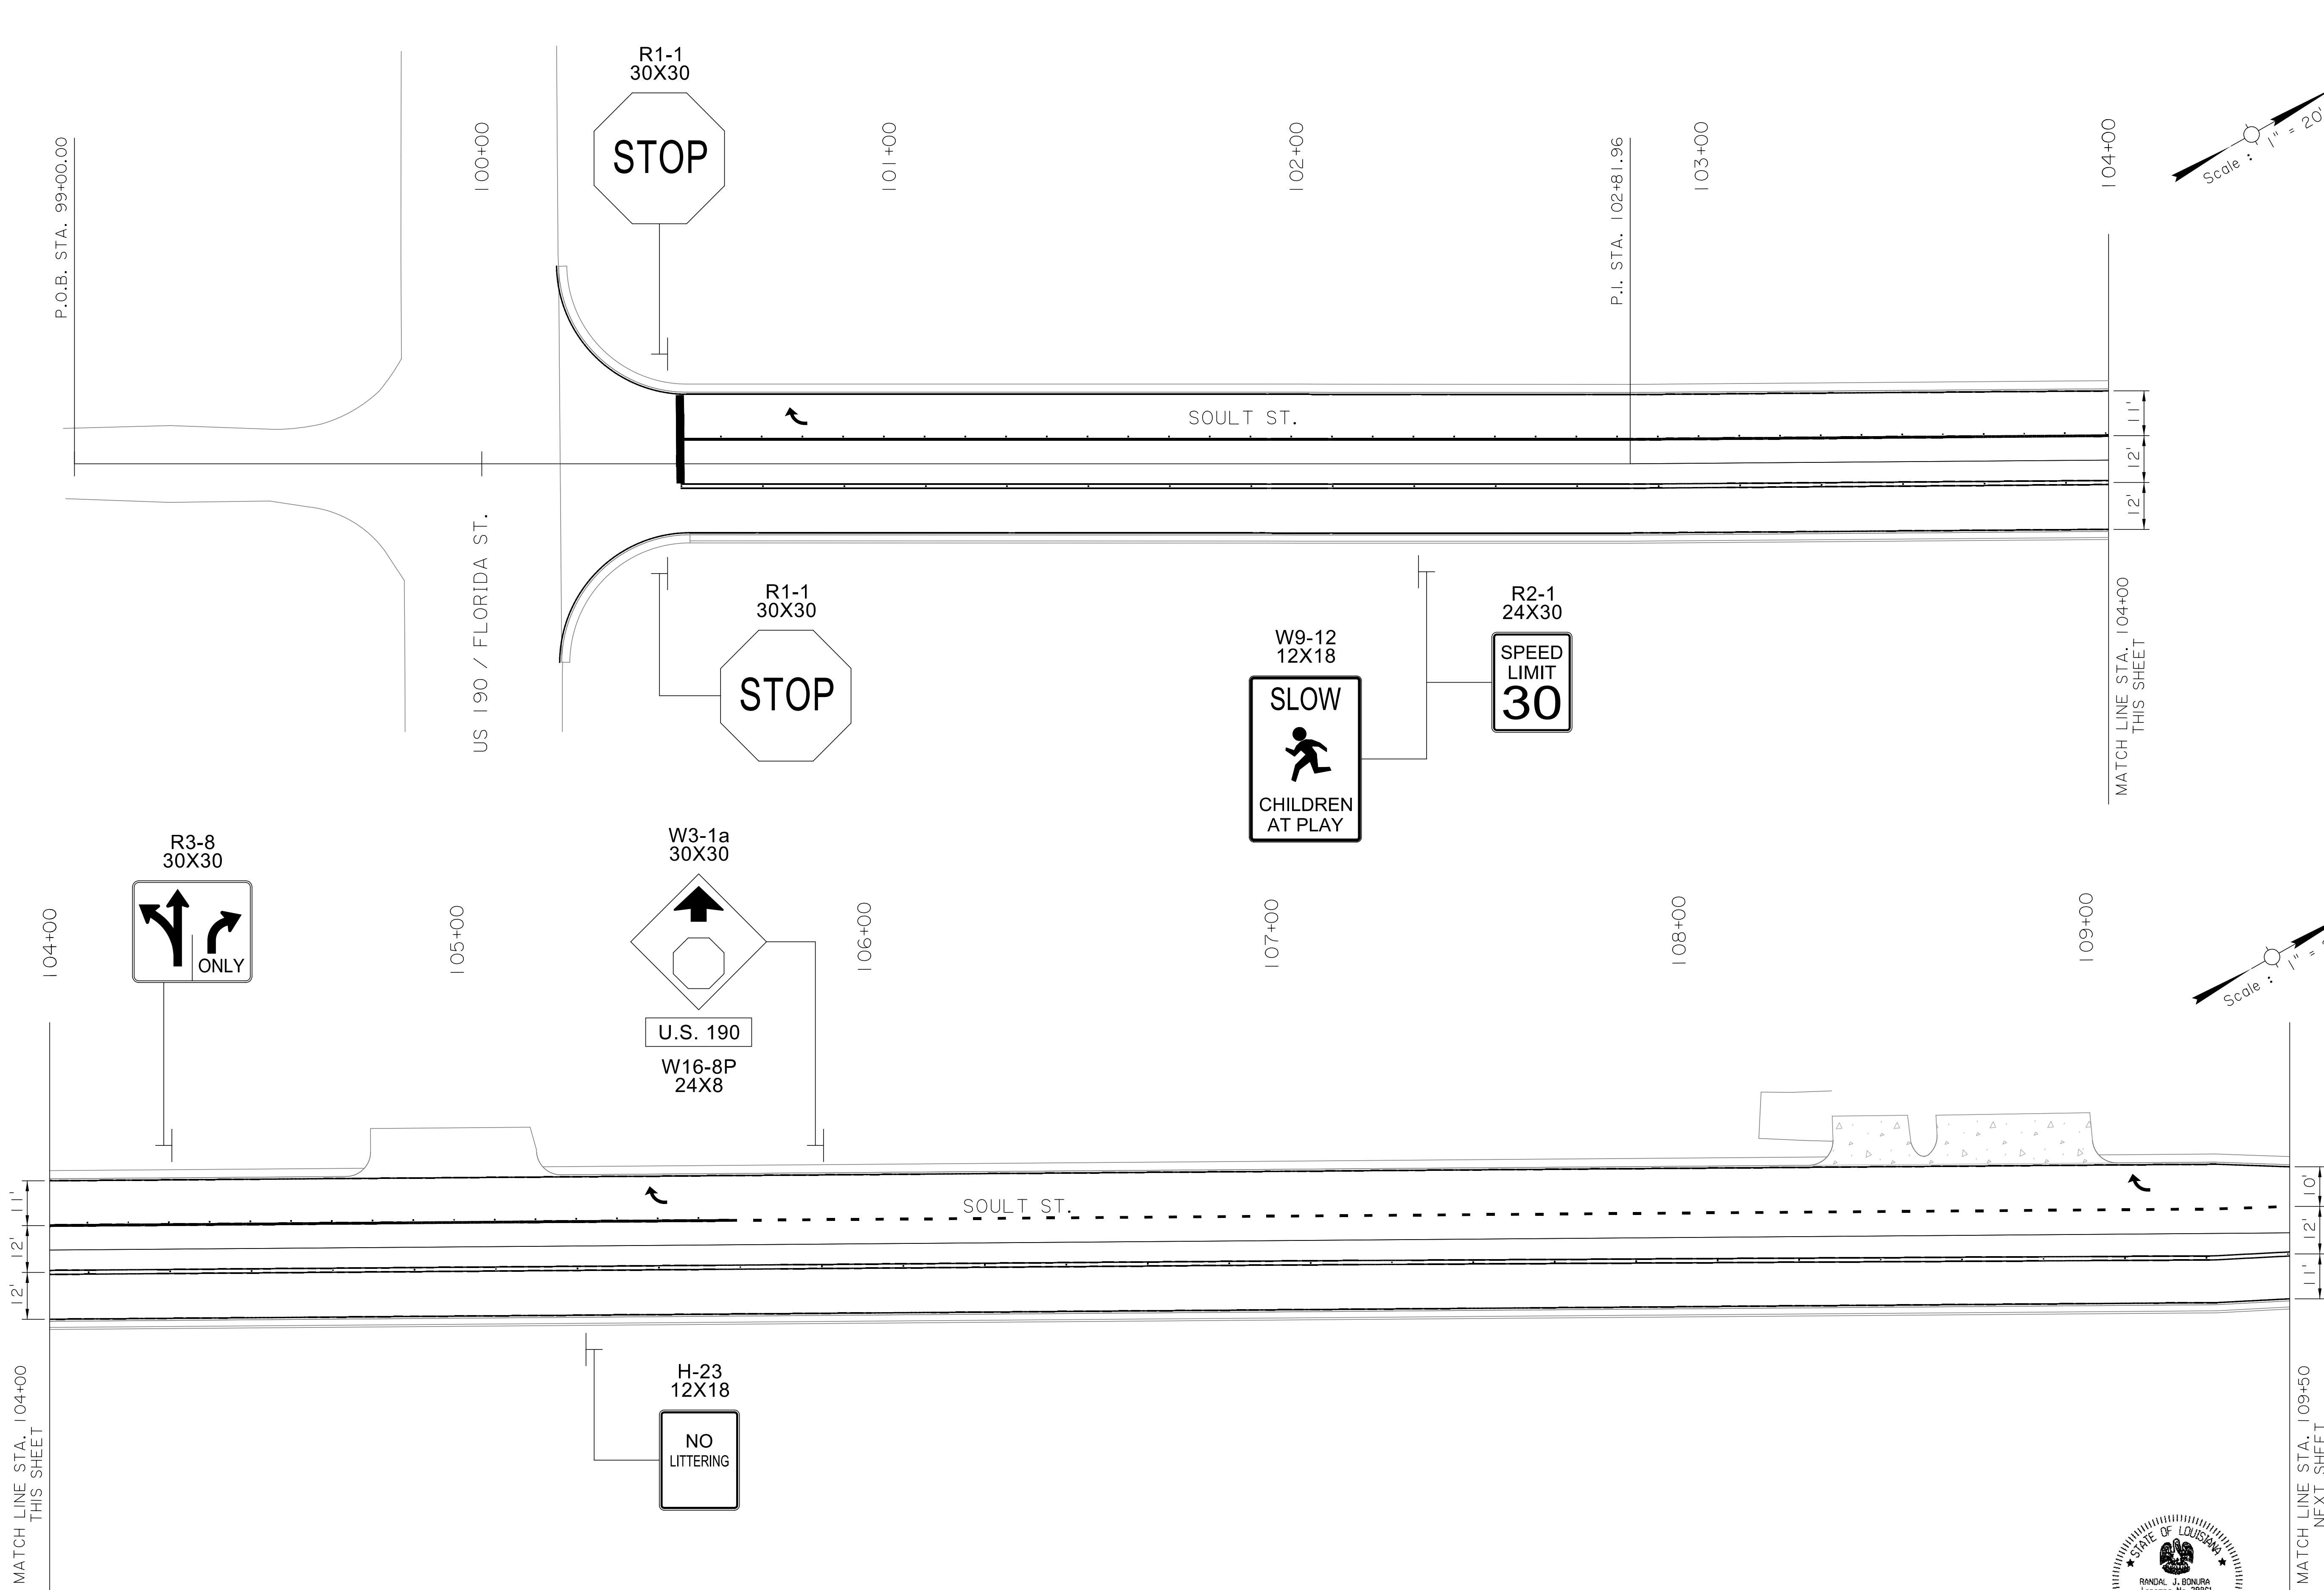 R1-1
30X30
STOP
P.O.B. STA. 99+00.00
100+00
101+00
102+00
P.I. STA. 102+81.96
103+00
104+00
Scale : 1" = 20'
SOULT ST.
11'
12'
12'
US 190 / FLORIDA ST.
R1-1
30X30
STOP
W9-12
12X18
SLOW
CHILDREN
AT PLAY
R2-1
24X30
SPEED
LIMIT
30
MATCH LINE STA. 104+00
THIS SHEET
R3-8
30X30
ONLY
W3-1a
30X30
U.S. 190
W16-8P
24X8
104+00
105+00
106+00
107+00
108+00
109+00
Scale : 1" =
SOULT ST.
11'
12'
12'
10'
12'
11'
H-23
12X18
NO
LITTERING
MATCH LINE STA. 104+00
THIS SHEET
MATCH LINE STA. 109+50
NEXT SHEET
STATE OF LOUISIANA
RANDAL J. BONURA